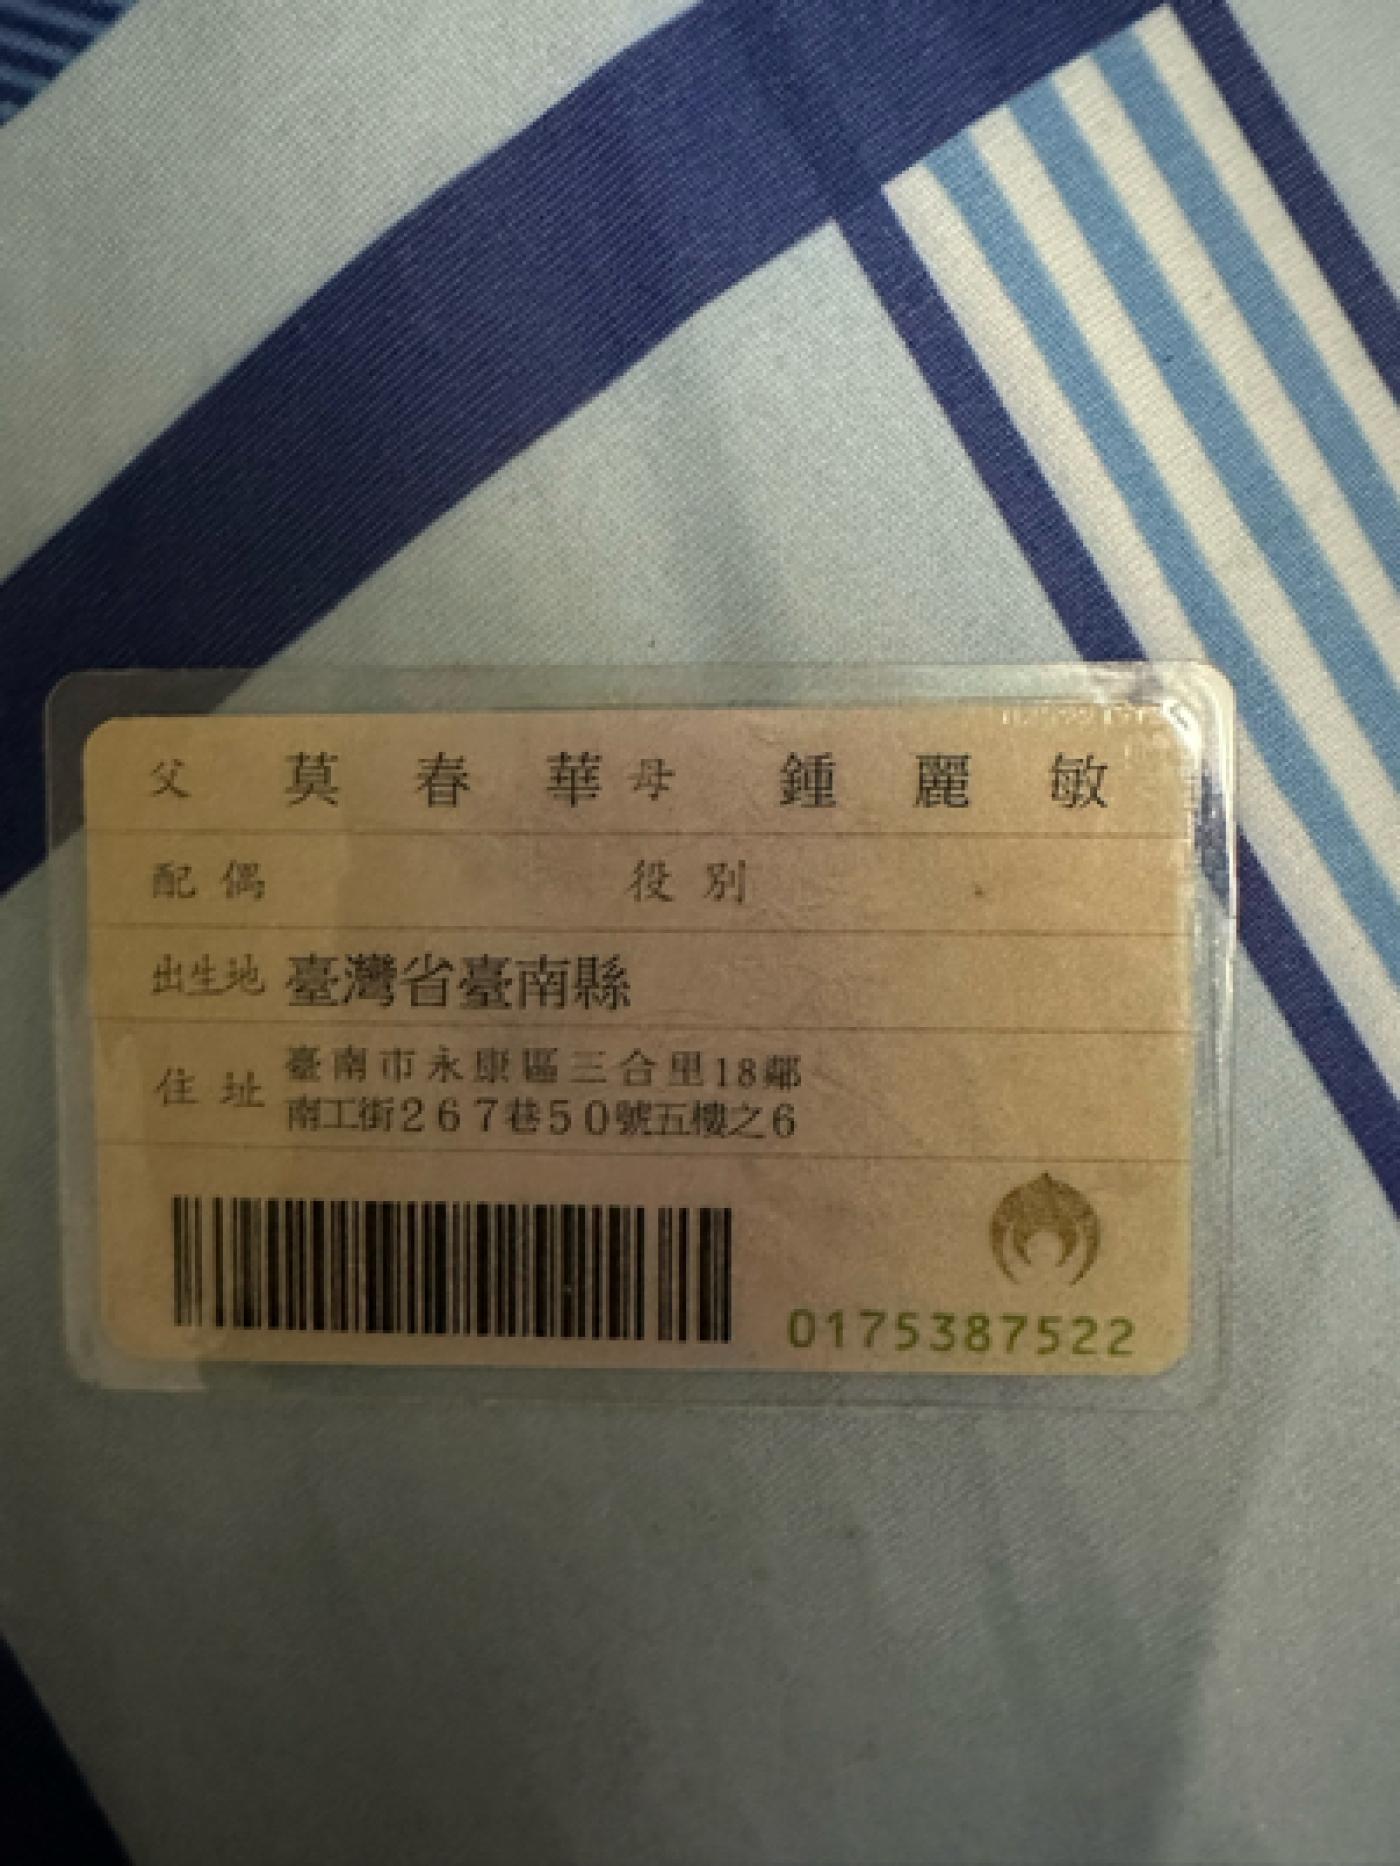 父 莫春華 母 鍾麗敏
配偶 役別
出生地 臺灣省臺南縣
住址 臺南市永康區三合里18鄰
南工街267巷50號五樓之6
0175387522